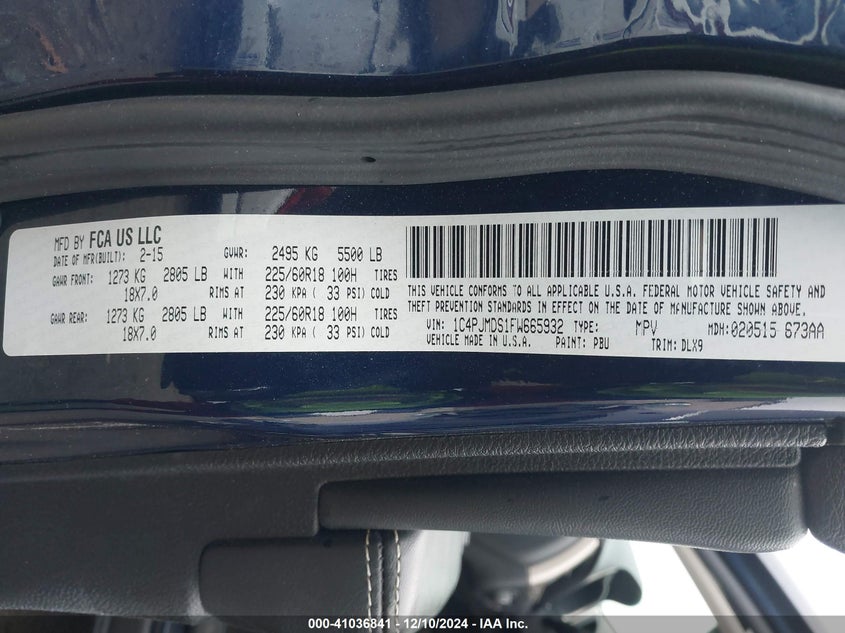 MFD BY FCA US LLC
DATE OF MFR(BUILT): 2-15 GVWR: 2495 KG 5500 LB
GAWR FRONT: 1273 KG 2805 LB WITH 225/60R18 100H TIRES
18X7.0 RIMS AT 230 KPA ( 33 PSI) COLD
GAWR REAR: 1273 KG 2805 LB WITH 225/60R18 100H TIRES
18X7.0 RIMS AT 230 KPA ( 33 PSI) COLD
THIS VEHICLE CONFORMS TO ALL APPLICABLE U.S.A. FEDERAL MOTOR VEHICLE SAFETY AND
THEFT PREVENTION STANDARDS IN EFFECT ON THE DATE OF MFNUFACTURE SHOWN ABOVE.
VIN: 1C4PJMDS1FW665932 TYPE: MPV MDH:020515 673AA
VEHICLE MADE IN U.S.A. PAINT: PBU TRIM: DLX9
000-41036841 - 12/10/2024 - IAA Inc.